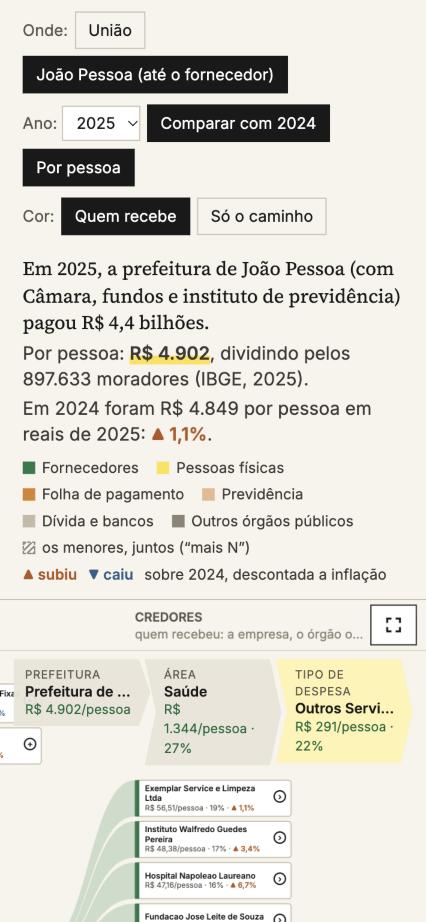 Onde: União
João Pessoa (até o fornecedor)
Ano: 2025 Comparar com 2024
Por pessoa
Cor: Quem recebe Só o caminho
Em 2025, a prefeitura de João Pessoa (com
Câmara, fundos e instituto de previdência)
pagou R$ 4,4 bilhões.
Por pessoa: R$ 4.902, dividindo pelos
897.633 moradores (IBGE, 2025).
Em 2024 foram R$ 4.849 por pessoa em
reais de 2025: ▲ 1,1%.
Fornecedores Pessoas físicas
Folha de pagamento Previdência
Dívida e bancos Outros órgãos públicos
os menores, juntos (“mais N”)
▲ subiu ▼ caiu sobre 2024, descontada a inflação
CREDORES
quem recebeu: a empresa, o órgão o...
PREFEITURA
Prefeitura de ...
R$ 4.902/pessoa
ÁREA
Saúde
R$
1.344/pessoa ·
27%
TIPO DE
DESPESA
Outros Servi...
R$ 291/pessoa ·
22%
Fixa
%
%
Exemplar Service e Limpeza
Ltda
R$ 56,51/pessoa · 19% · ▲ 1,1%
Instituto Walfredo Guedes
Pereira
R$ 48,38/pessoa · 17% · ▲ 3,4%
Hospital Napoleao Laureano
R$ 47,16/pessoa · 16% · ▲ 6,7%
Fundacao Jose Leite de Souza